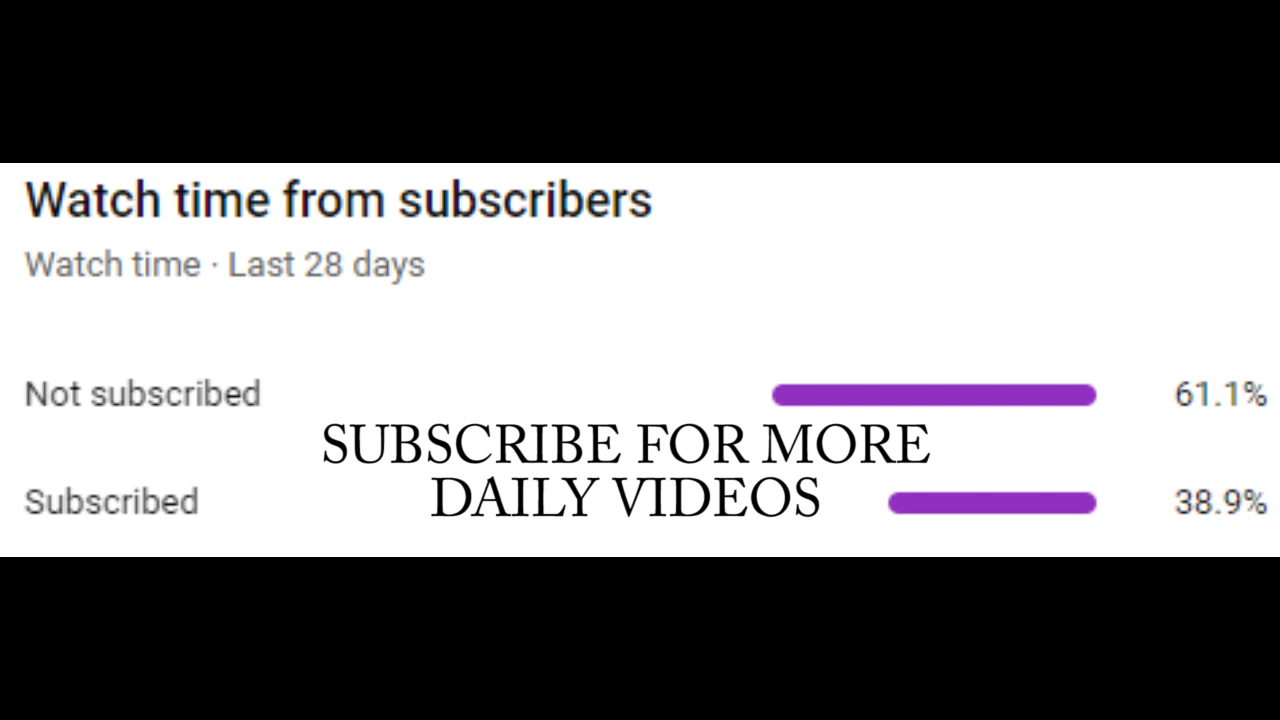 Watch time from subscribers
Watch time · Last 28 days
Not subscribed 61.1%
SUBSCRIBE FOR MORE
DAILY VIDEOS
Subscribed 38.9%